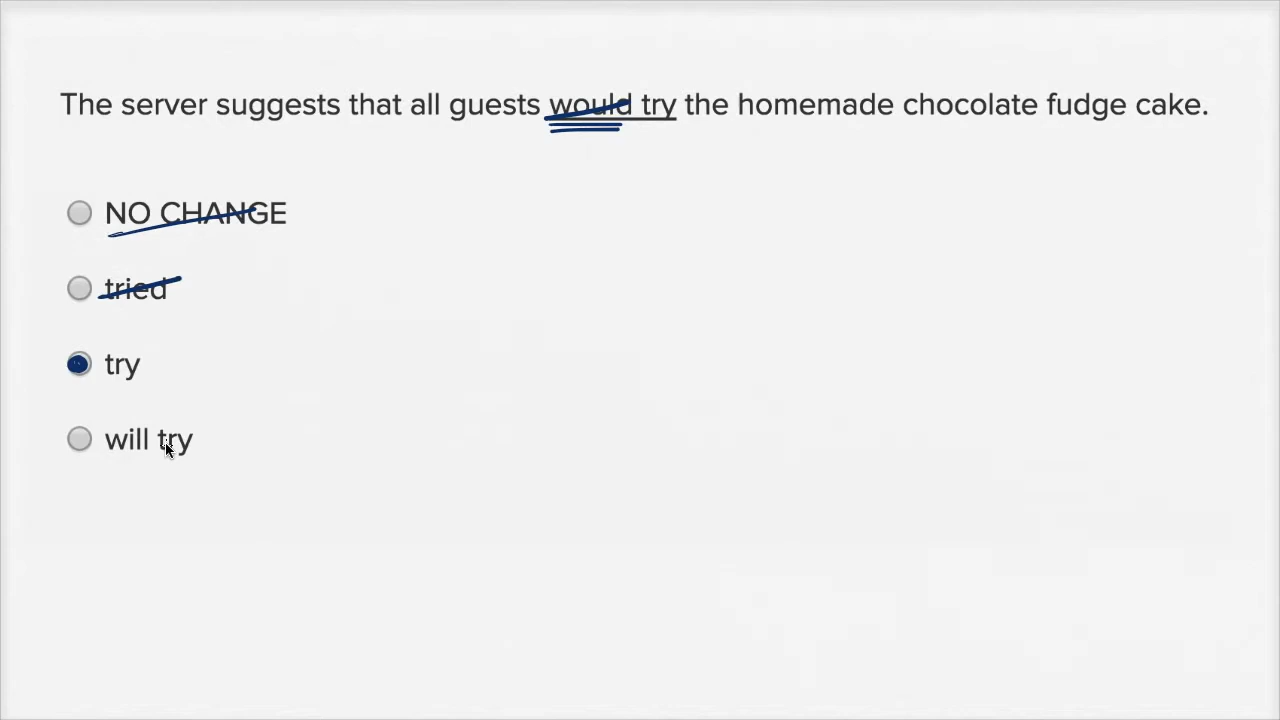 The server suggests that all guests would try the homemade chocolate fudge cake.
NO CHANGE
tried
try
will try